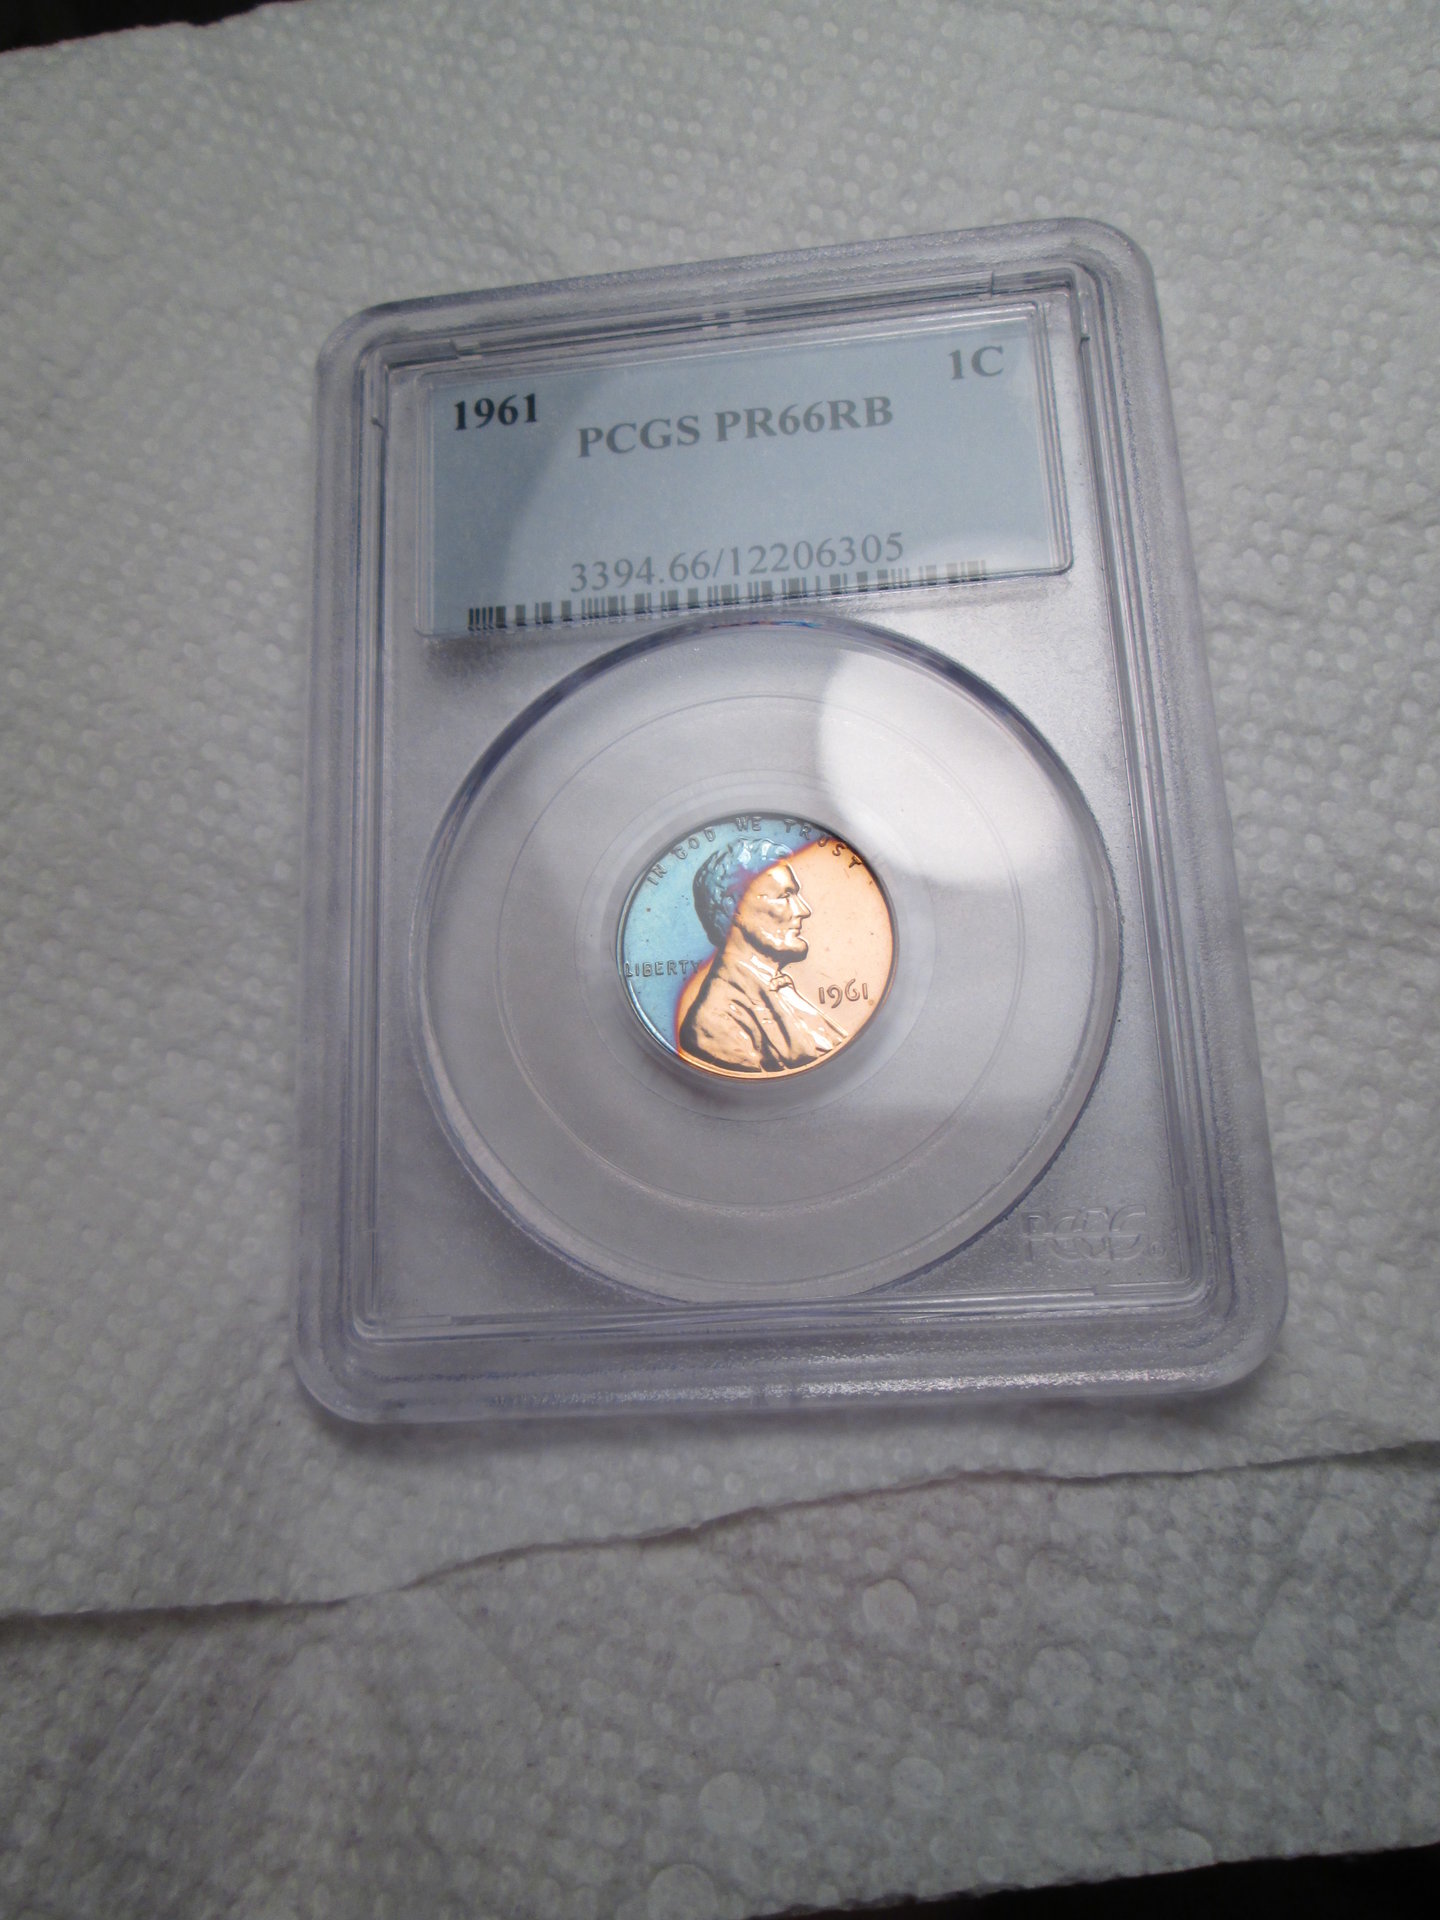 1961 1C
PCGS PR66RB
3394.66/12206305
IN GOD WE TRUST
LIBERTY
1961
PCGS